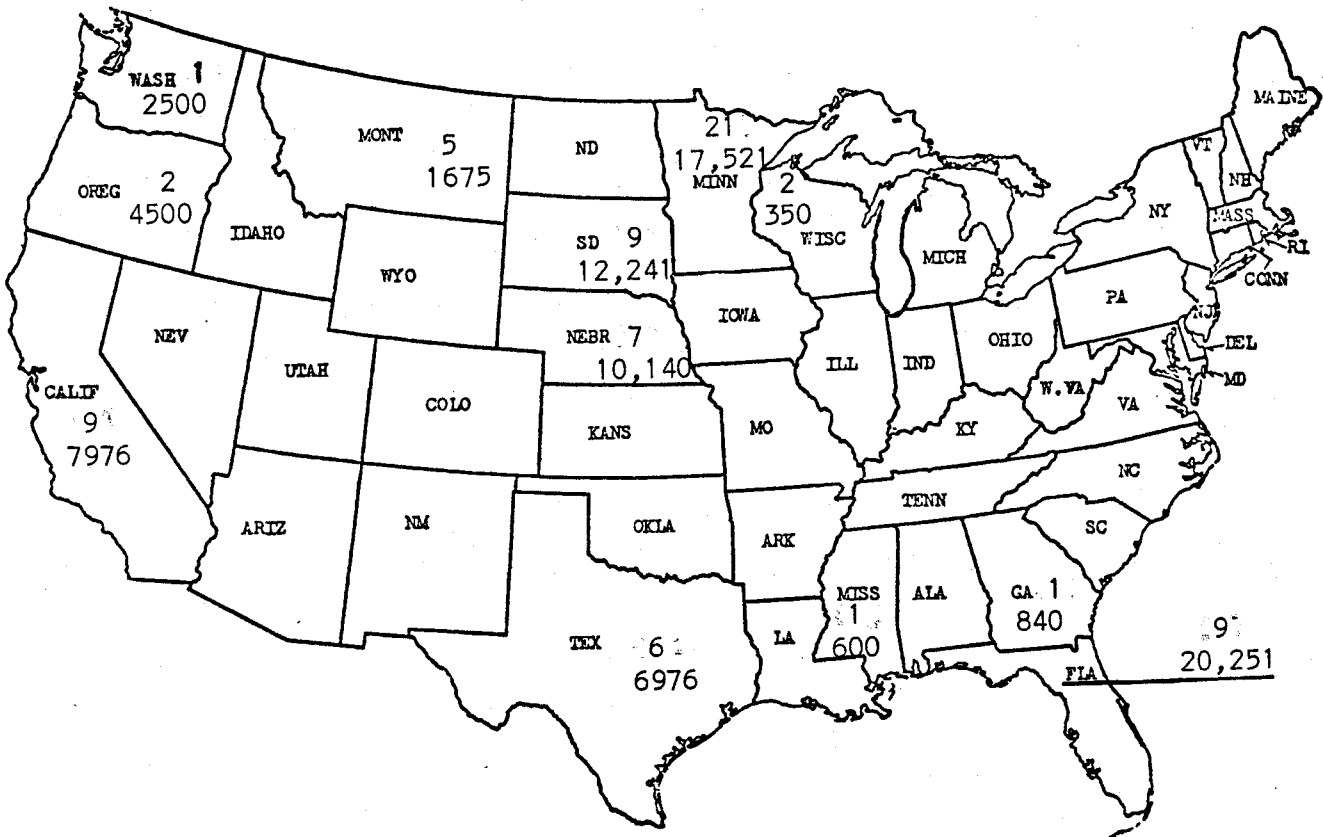 WASH 1
2500
MONT 5
1675
ND
21
17,521
MINN
2
350
WISC
MICH
MAINE
VT
NH
NY
MASS
RI
CONN
OREG 2
4500
IDAHO
WYO
SD 9
12,241
NEBR 7
10,140
IOWA
ILL
IND
OHIO
PA
NJ
DEL
MD
W.VA
VA
NEV
UTAH
COLO
KANS
MO
KY
CALIF
9
7976
ARIZ
NM
OKLA
ARK
TENN
NC
SC
TEX 6
6976
LA
MISS
1
600
ALA
GA 1
840
FLA
9
20,251